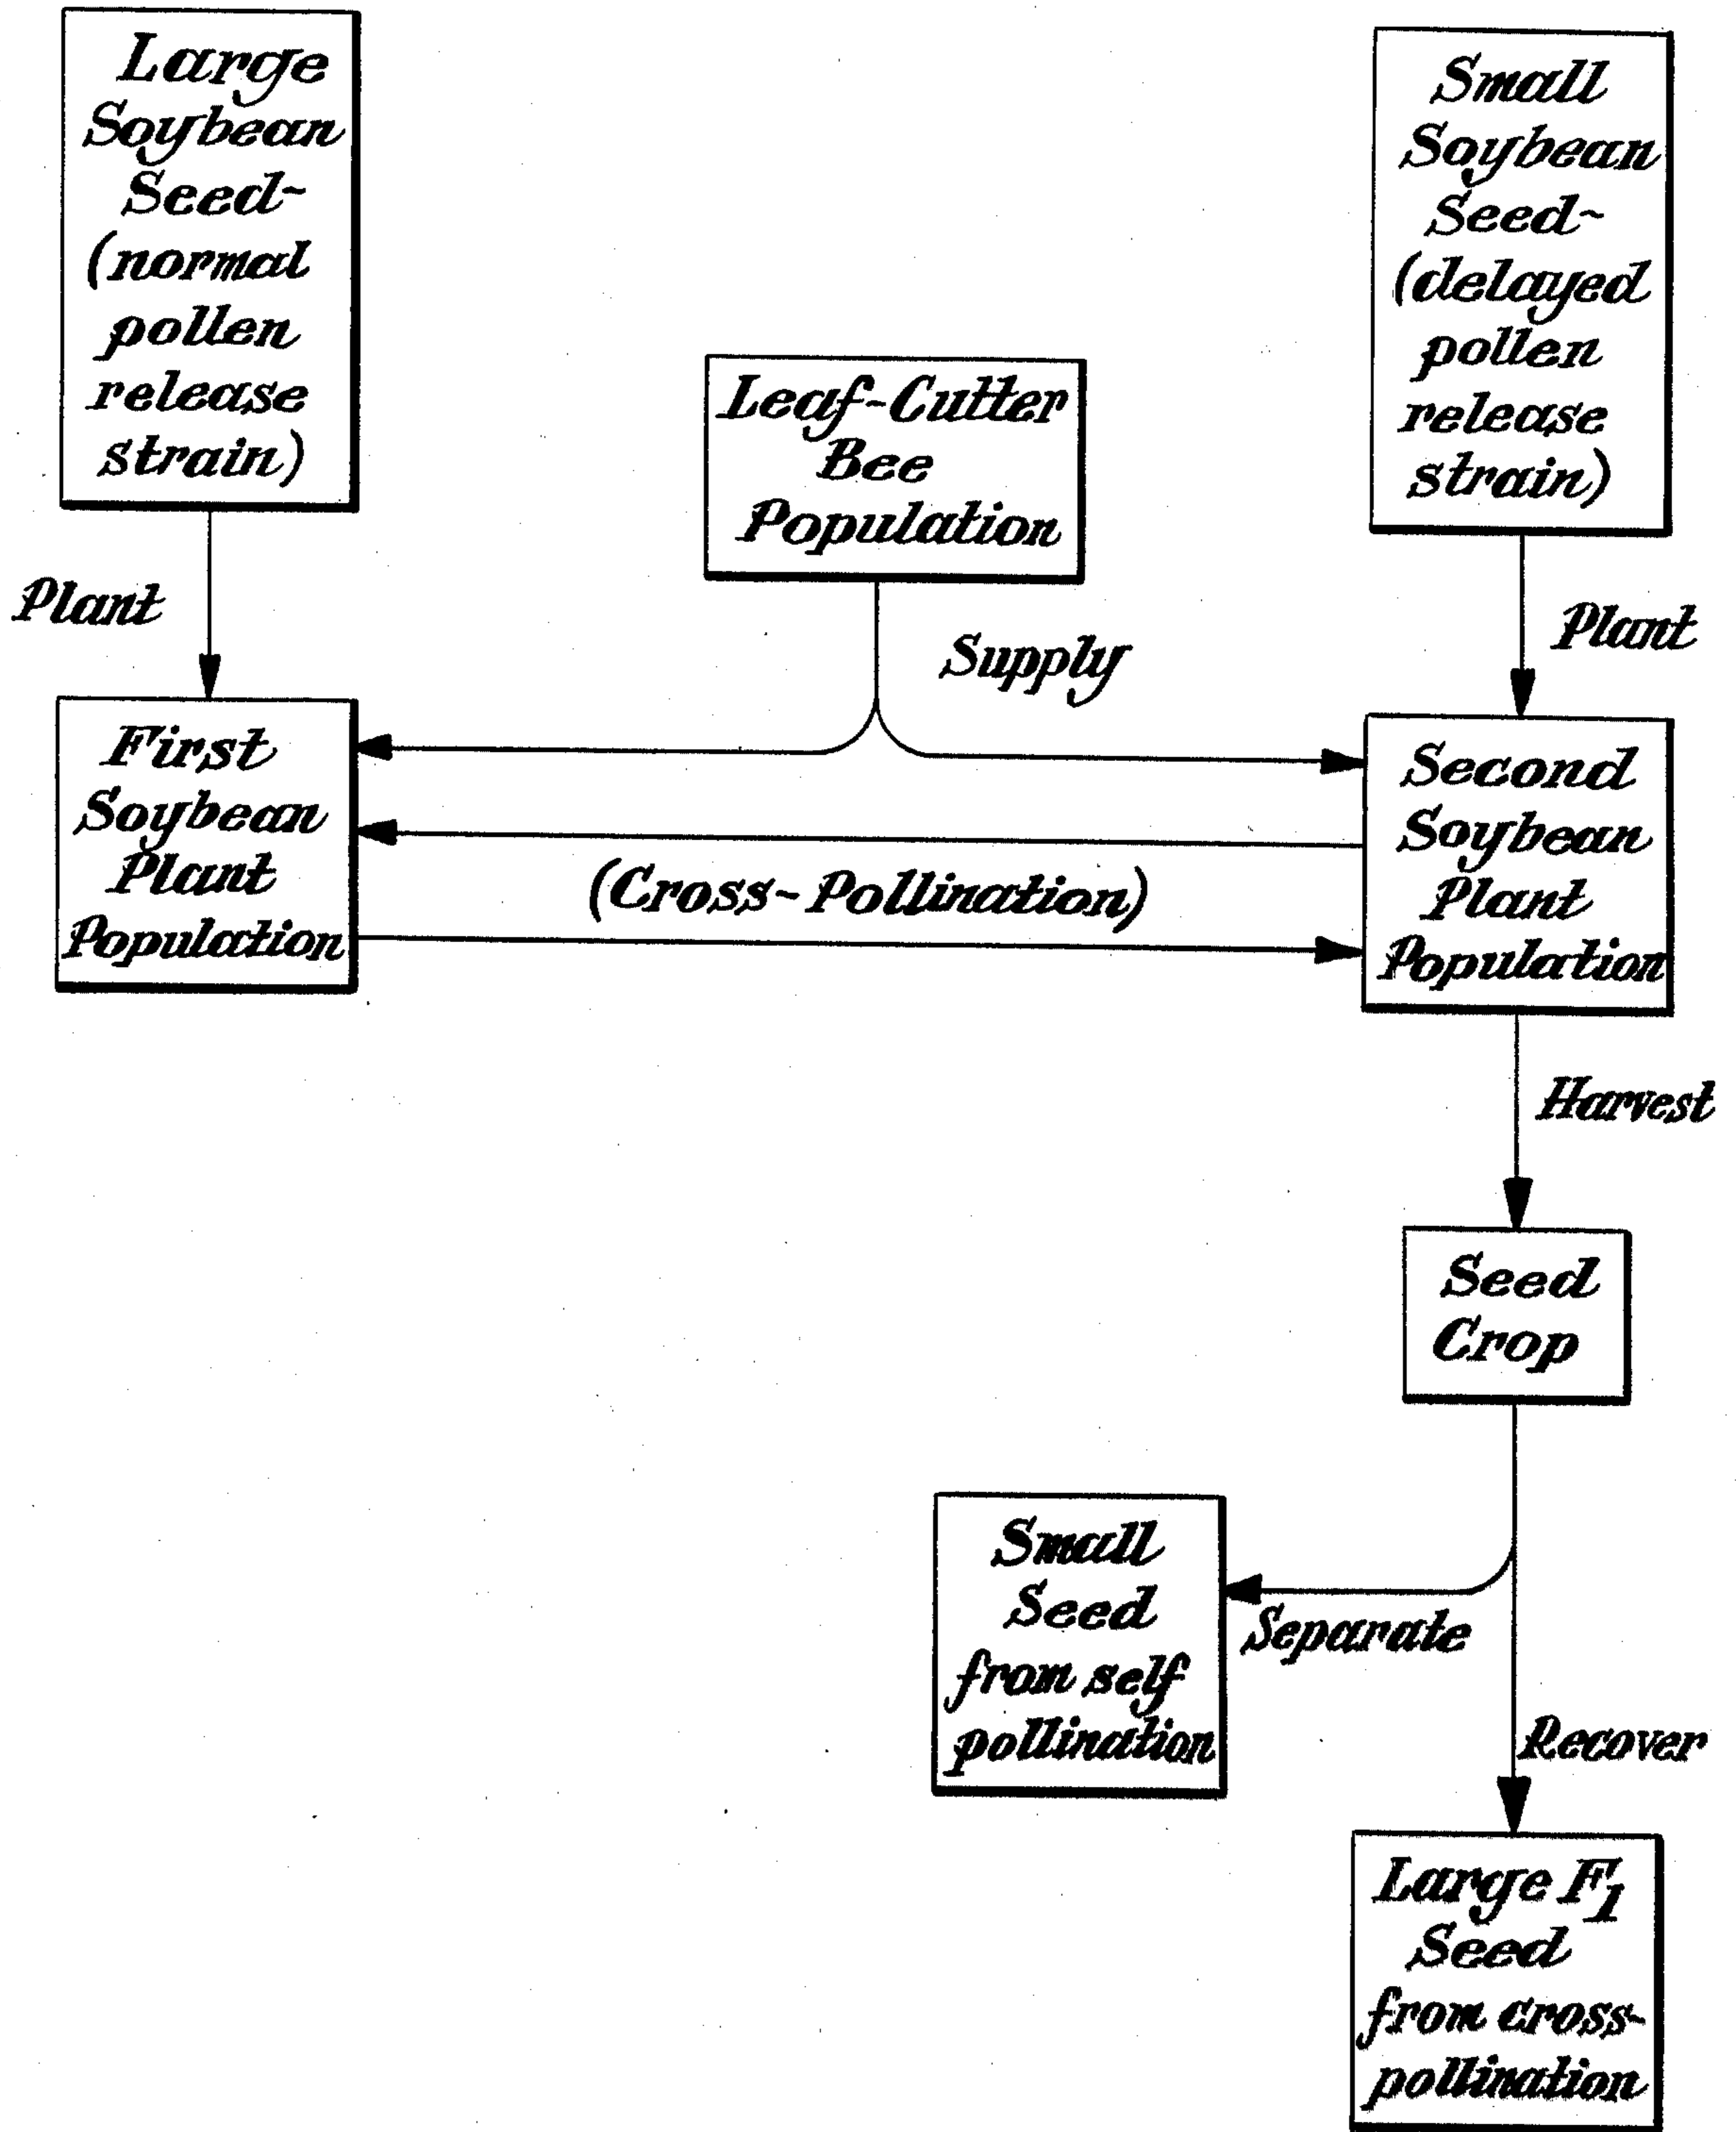 Large
Soybean
Seed~
(normal
pollen
release
strain)
Small
Soybean
Seed~
(delayed
pollen
release
strain)
Leaf-Cutter
Bee
Population
Plant
Supply
Plant
First
Soybean
Plant
Population
Second
Soybean
Plant
Population
(Cross-Pollination)
Harvest
Seed
Crop
Small
Seed
from self
pollination
Separate
Recover
Large F1
Seed
from cross-
pollination